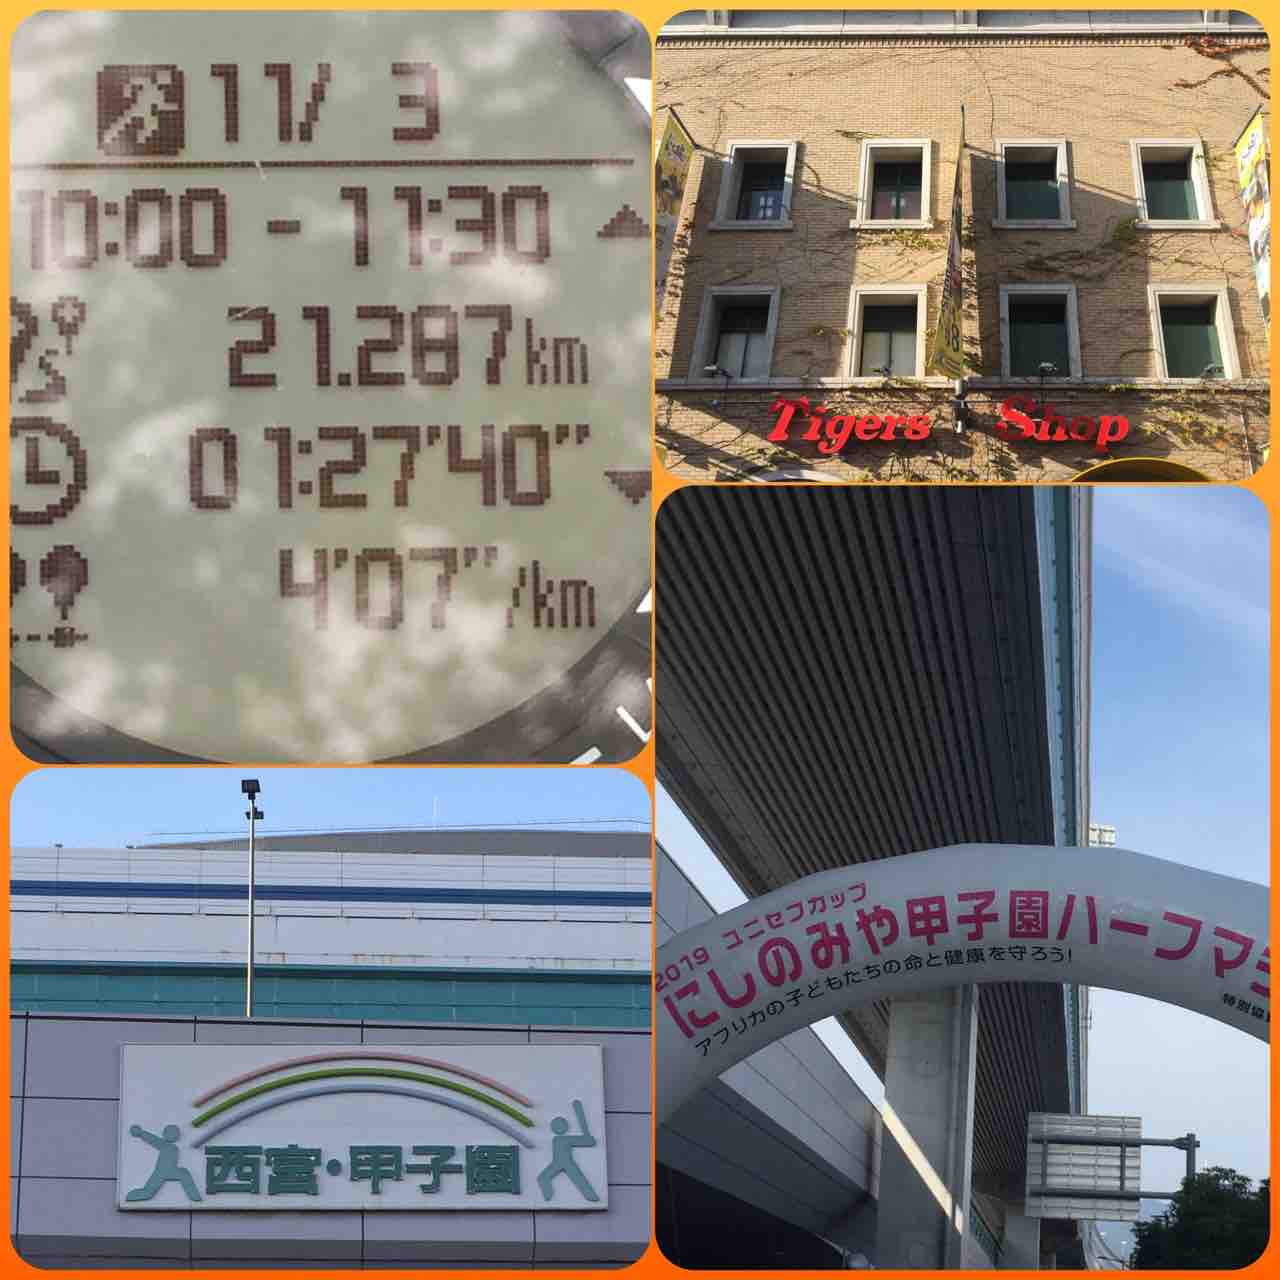 11/ 3
10:00 - 11:30
21.287km
01:27'40"
4'07"/km
Tigers Shop
2019 ユニセフカップ
にしのみや甲子園ハーフマラ
アフリカの子どもたちの命と健康を守ろう!
特別協
西宮・甲子園